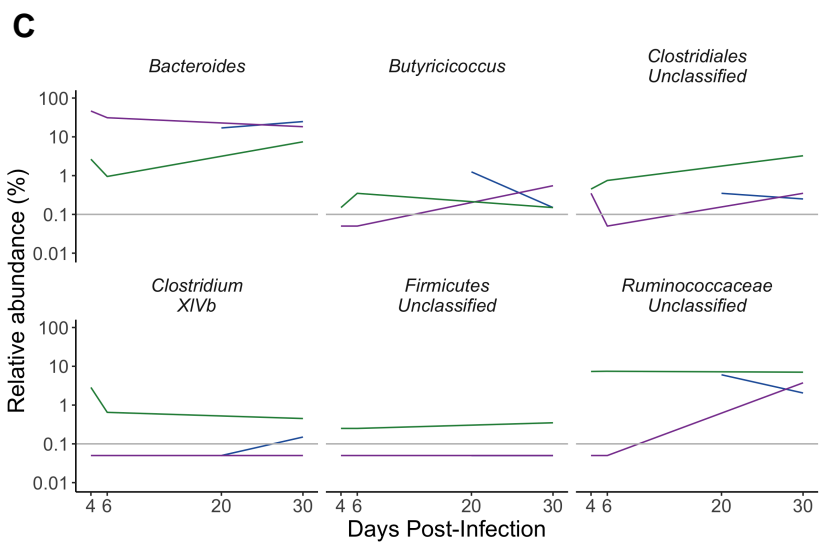 C
Bacteroides
Butyricicoccus
Clostridiales
Unclassified
100
10
1
0.1
0.01
Clostridium
XIVb
Firmicutes
Unclassified
Ruminococcaceae
Unclassified
100
10
1
0.1
0.01
4 6 20 30
4 6 20 30
4 6 20 30
Relative abundance (%)
Days Post-Infection